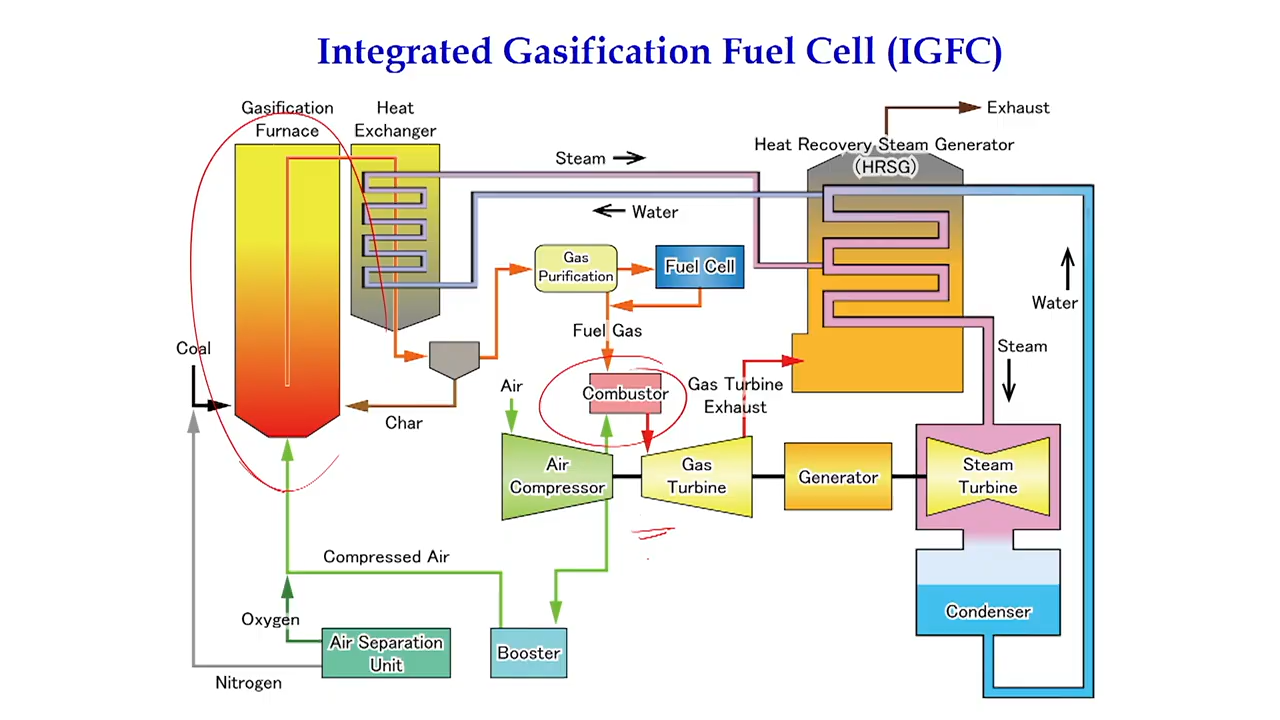 Integrated Gasification Fuel Cell (IGFC)
Gasification
Furnace
Heat
Exchanger
Exhaust
Heat Recovery Steam Generator
(HRSG)
Steam
Water
Gas
Purification
Fuel Cell
Fuel Gas
Water
Coal
Steam
Air
Combustor
Gas Turbine
Exhaust
Char
Air
Compressor
Gas
Turbine
Generator
Steam
Turbine
Compressed Air
Oxygen
Condenser
Air Separation
Unit
Booster
Nitrogen